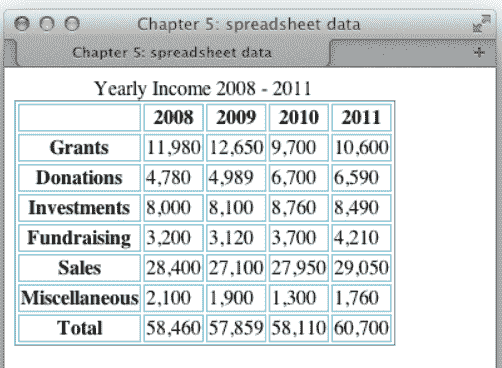 Chapter 5: spreadsheet data
Chapter 5: spreadsheet data
Yearly Income 2008 - 2011
2008 2009 2010 2011
Grants 11,980 12,650 9,700 10,600
Donations 4,780 4,989 6,700 6,590
Investments 8,000 8,100 8,760 8,490
Fundraising 3,200 3,120 3,700 4,210
Sales 28,400 27,100 27,950 29,050
Miscellaneous 2,100 1,900 1,300 1,760
Total 58,460 57,859 58,110 60,700